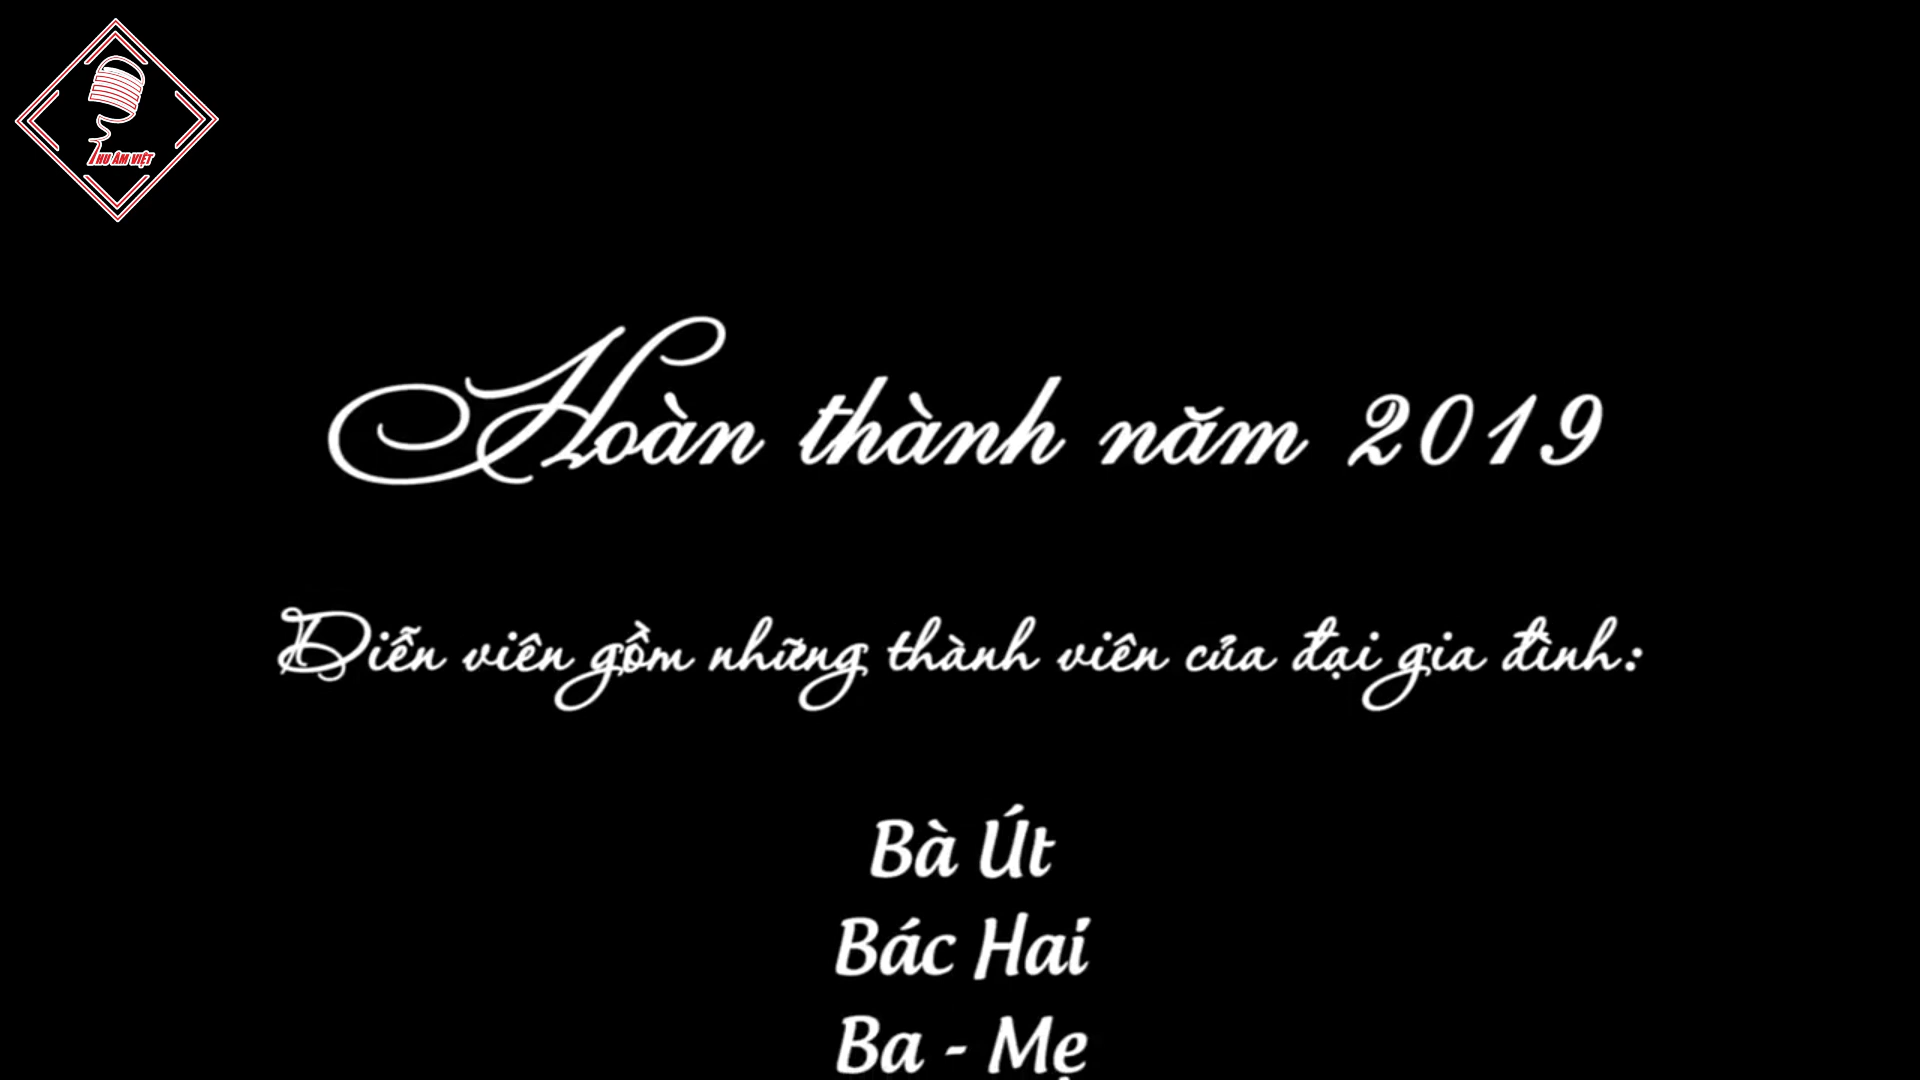 THU ÂM VIỆT
Hoàn thành năm 2019
Diễn viên gồm những thành viên của đại gia đình:
Bà Út
Bác Hai
Ba - Mẹ